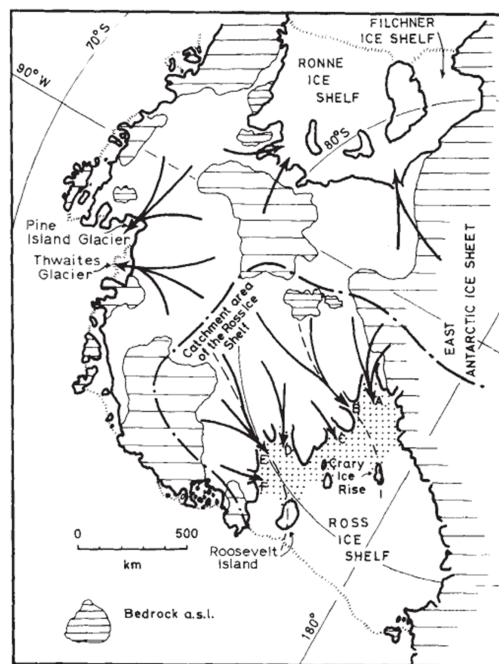 FILCHNER
ICE SHELF
70°S
RONNE
ICE
SHELF
90°W
80°S
Pine
Island Glacier
Thwaites
Glacier
EAST
ANTARCTIC ICE SHEET
Catchment area
of the Ross Ice
Shelf
A
B
C
D
E
Crary
Ice
Rise
0 500
km
ROSS
ICE
SHELF
Roosevelt
island
Bedrock a.s.l.
180°